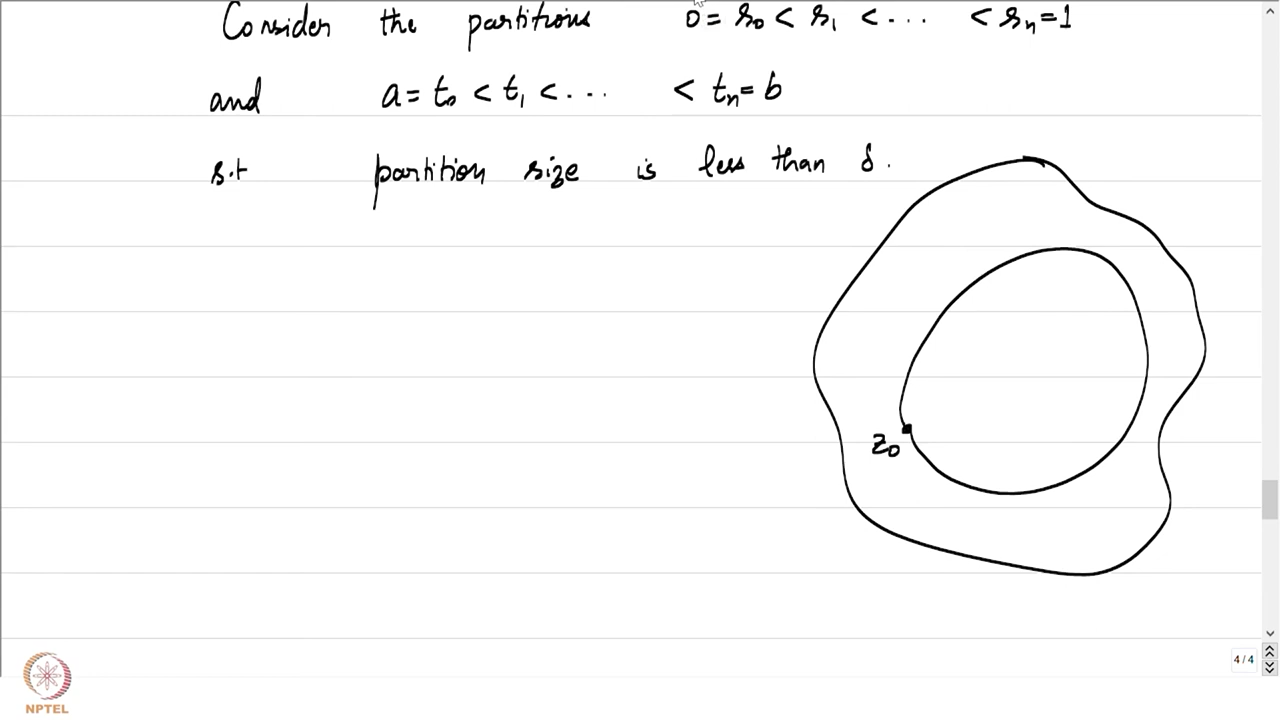 Consider the partitions 0 = s₀ < s₁ < ... < sₙ = 1
and a = t₀ < t₁ < ... < tₙ = b
s.t partition size is less than δ.
z₀
4 / 4
NPTEL